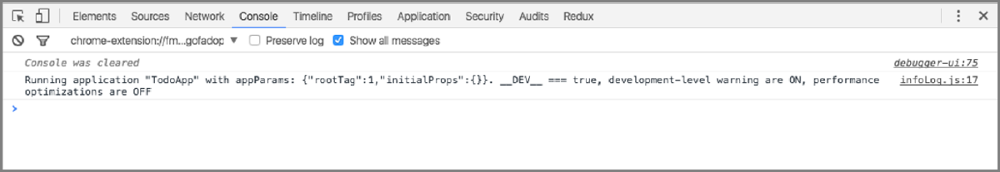 Elements Sources Network Console Timeline Profiles Application Security Audits Redux
chrome-extension://fm...gofadop ▼ Preserve log Show all messages
Console was cleared debugger-ui:75
Running application "TodoApp" with appParams: {"rootTag":1,"initialProps":{}}. __DEV__ === true, development-level warning are ON, performance infoLog.js:17
optimizations are OFF